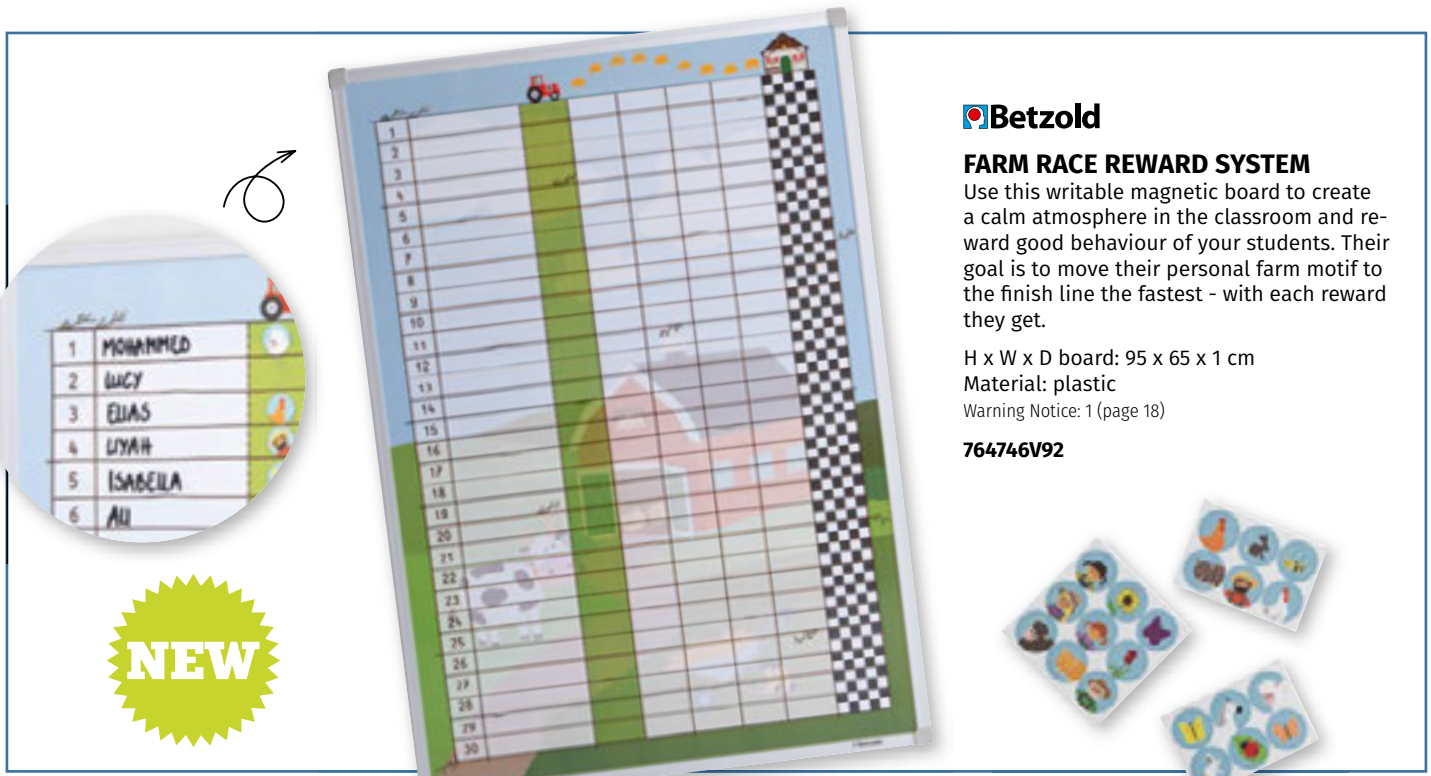 1
2
3
4
5
6
7
8
9
10
11
12
13
14
15
16
17
18
19
20
21
22
23
24
25
26
27
28
29
30
1 MOHAMMED
2 LUCY
3 ELIAS
4 LIYAH
5 ISABELLA
6 ALI
NEW
Betzold
FARM RACE REWARD SYSTEM
Use this writable magnetic board to create
a calm atmosphere in the classroom and re-
ward good behaviour of your students. Their
goal is to move their personal farm motif to
the finish line the fastest - with each reward
they get.
H x W x D board: 95 x 65 x 1 cm
Material: plastic
Warning Notice: 1 (page 18)
764746V92